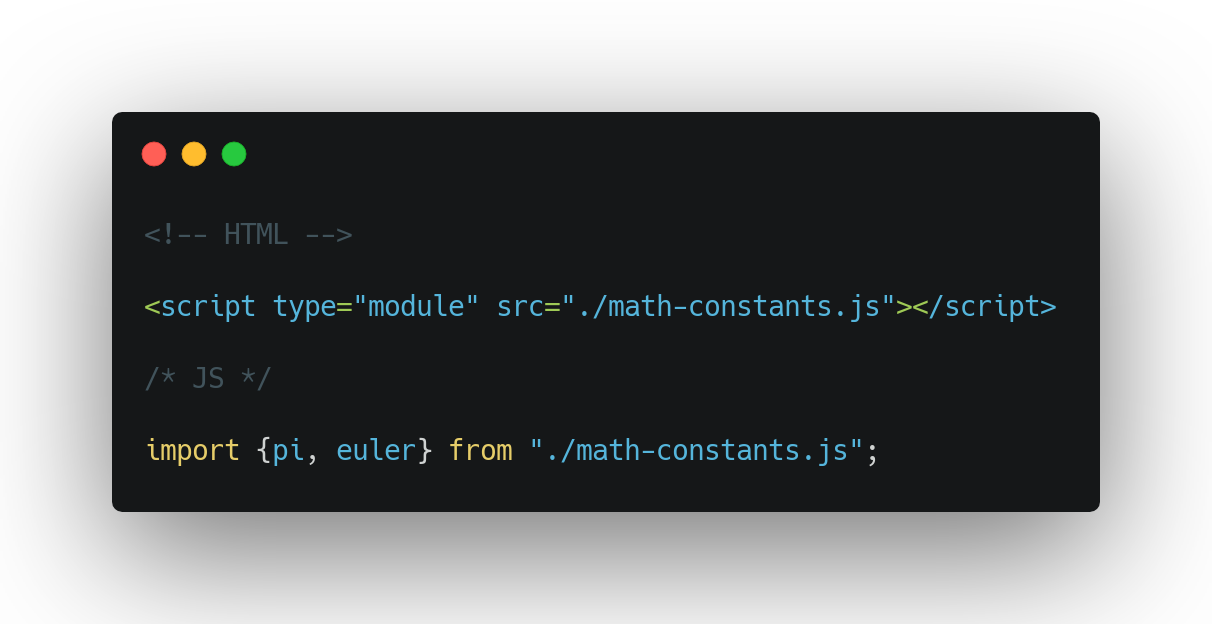 <!-- HTML -->
<script type="module" src="./math-constants.js"></script>
/* JS */
import {pi, euler} from "./math-constants.js";